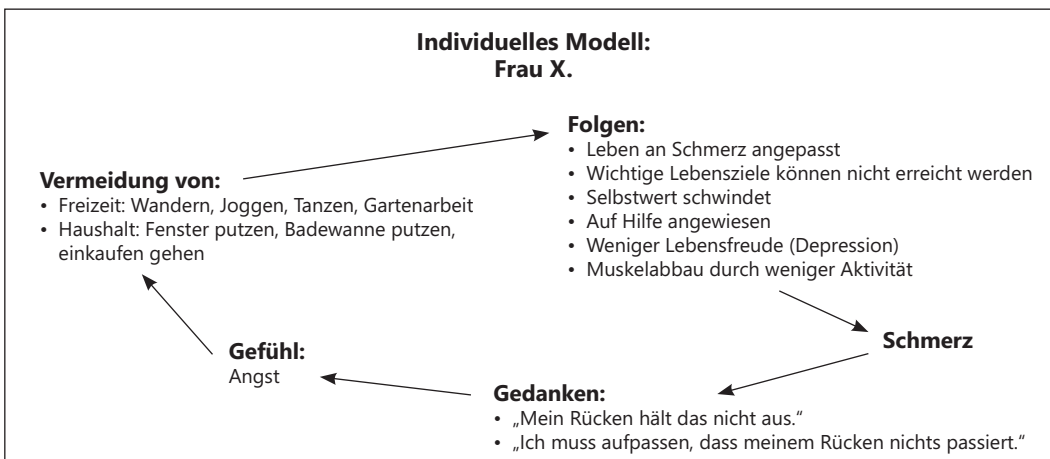 Individuelles Modell:
Frau X.
Folgen:
• Leben an Schmerz angepasst
• Wichtige Lebensziele können nicht erreicht werden
• Selbstwert schwindet
• Auf Hilfe angewiesen
• Weniger Lebensfreude (Depression)
• Muskelabbau durch weniger Aktivität
Vermeidung von:
• Freizeit: Wandern, Joggen, Tanzen, Gartenarbeit
• Haushalt: Fenster putzen, Badewanne putzen,
einkaufen gehen
Schmerz
Gefühl:
Angst
Gedanken:
• „Mein Rücken hält das nicht aus.“
• „Ich muss aufpassen, dass meinem Rücken nichts passiert.“